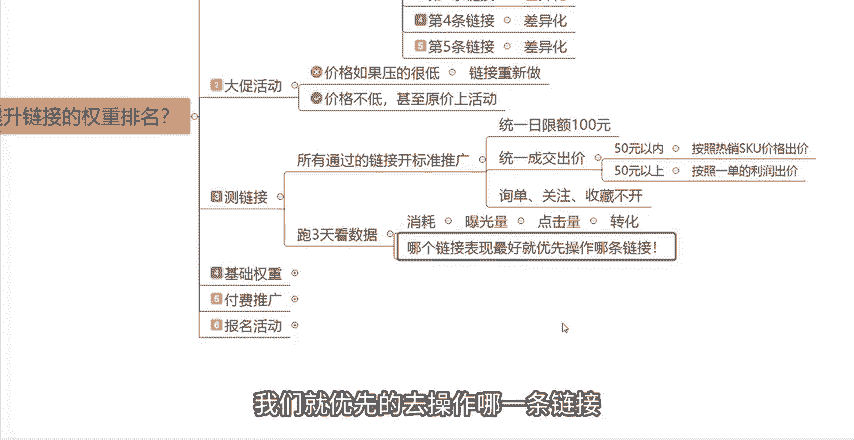 4 第4条链接 差异化
5 第5条链接 差异化
2 大促活动
价格如果压的很低 链接重新做
价格不低，甚至原价上活动
升链接的权重排名？
3 测链接
所有通过的链接开标准推广
统一日限额100元
统一成交出价
50元以内 按照热销SKU价格出价
50元以上 按照一单的利润出价
询单、关注、收藏不开
跑3天看数据
消耗 曝光量 点击量 转化
哪个链接表现最好就优先操作哪条链接！
4 基础权重
5 付费推广
6 报名活动
我们就优先的去操作哪一条链接